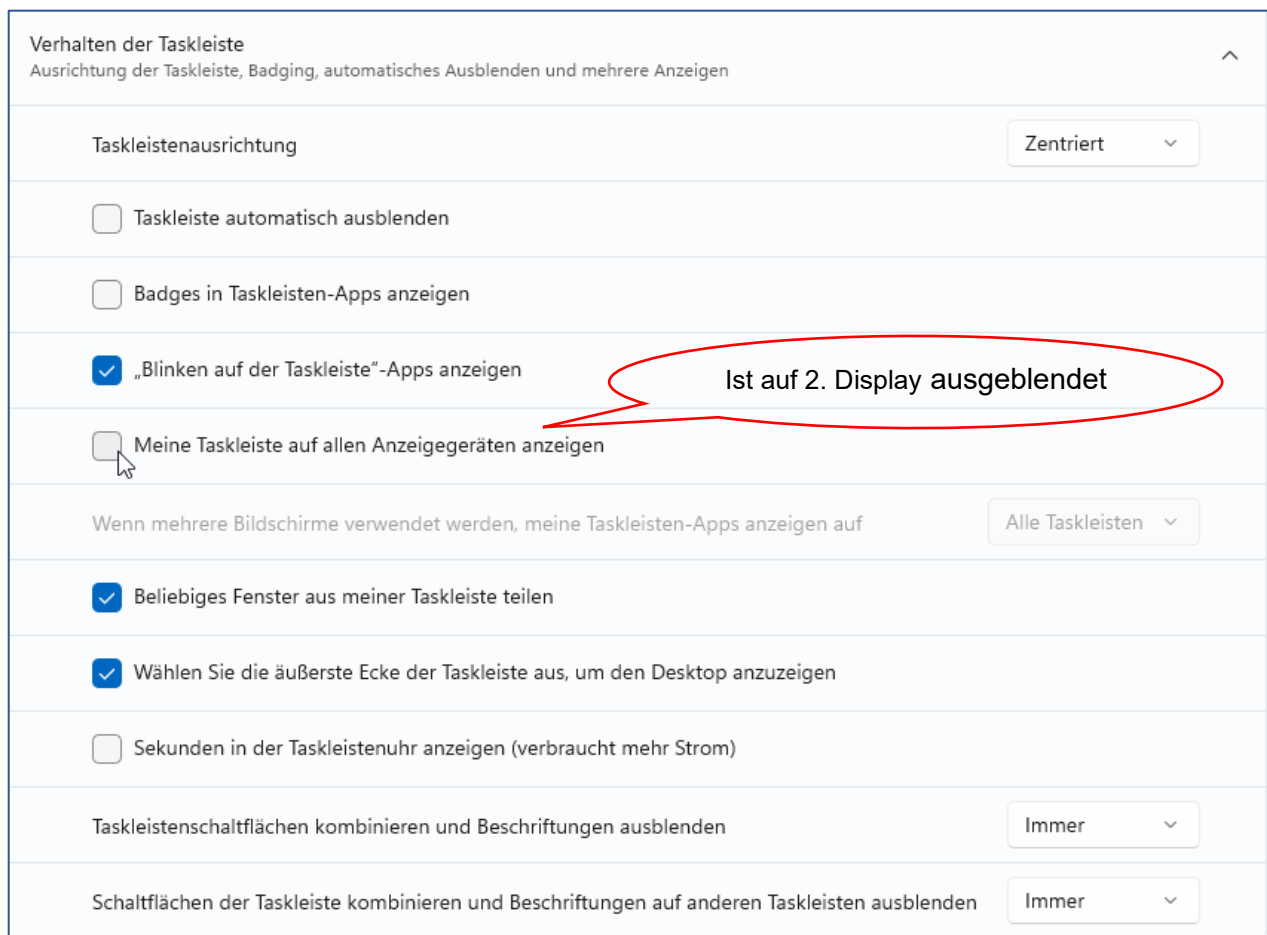 Verhalten der Taskleiste
Ausrichtung der Taskleiste, Badging, automatisches Ausblenden und mehrere Anzeigen
Taskleistenausrichtung
Zentriert
Taskleiste automatisch ausblenden
Badges in Taskleisten-Apps anzeigen
„Blinken auf der Taskleiste“-Apps anzeigen
Ist auf 2. Display ausgeblendet
Meine Taskleiste auf allen Anzeigegeräten anzeigen
Wenn mehrere Bildschirme verwendet werden, meine Taskleisten-Apps anzeigen auf
Alle Taskleisten
Beliebiges Fenster aus meiner Taskleiste teilen
Wählen Sie die äußerste Ecke der Taskleiste aus, um den Desktop anzuzeigen
Sekunden in der Taskleistenuhr anzeigen (verbraucht mehr Strom)
Taskleistenschaltflächen kombinieren und Beschriftungen ausblenden
Immer
Schaltflächen der Taskleiste kombinieren und Beschriftungen auf anderen Taskleisten ausblenden
Immer